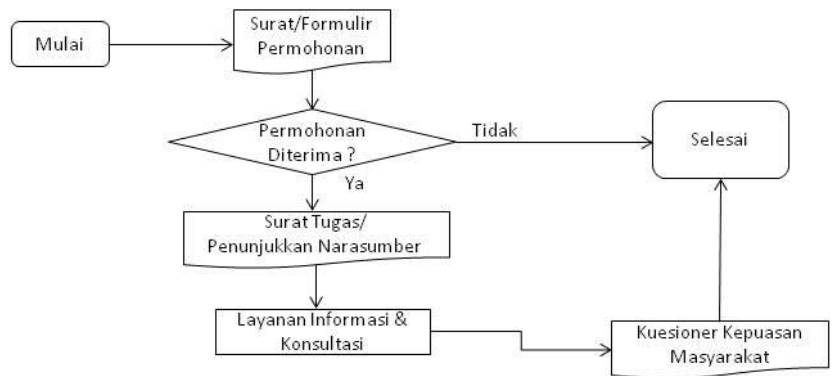 Mulai
Surat/Formulir
Permohonan
Permohonan
Diterima ?
Tidak
Selesai
Ya
Surat Tugas/
Penunjukkan Narasumber
Layanan Informasi &
Konsultasi
Kuesioner Kepuasan
Masyarakat